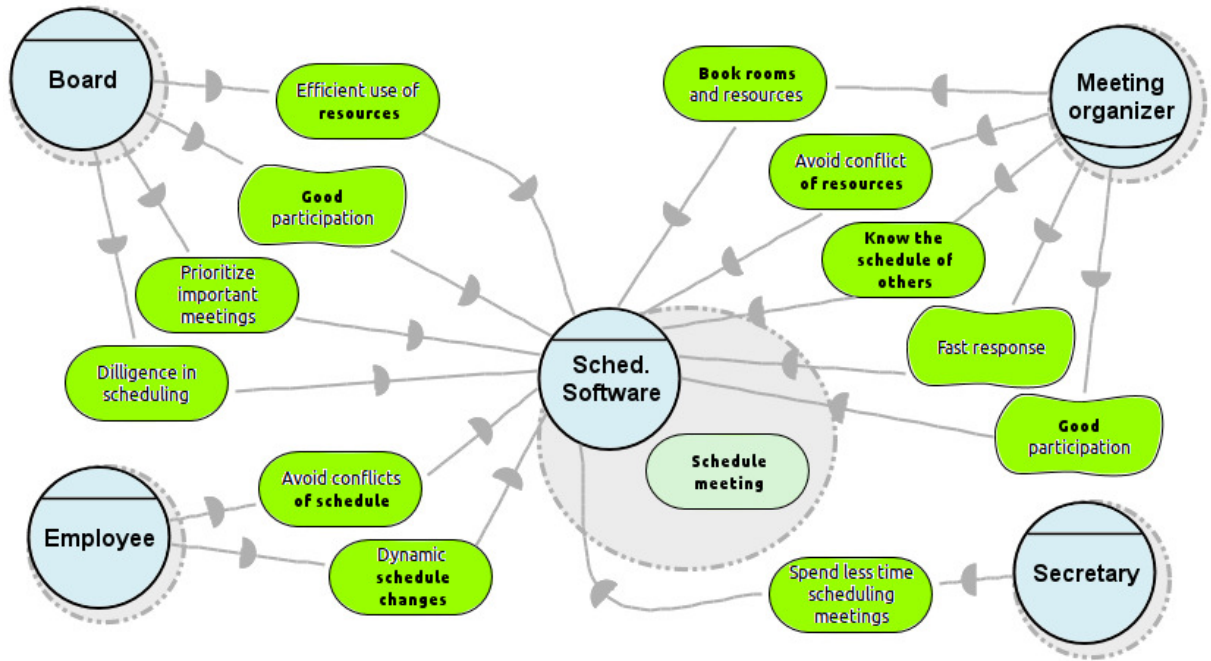 Board
Efficient use of
resources
Good
participation
Prioritize
important
meetings
Dilligence in
scheduling
Book rooms
and resources
Meeting
organizer
Avoid conflict
of resources
Know the
schedule of
others
Fast response
Good
participation
Sched.
Software
Schedule
meeting
Avoid conflicts
of schedule
Employee
Dynamic
schedule
changes
Spend less time
scheduling
meetings
Secretary